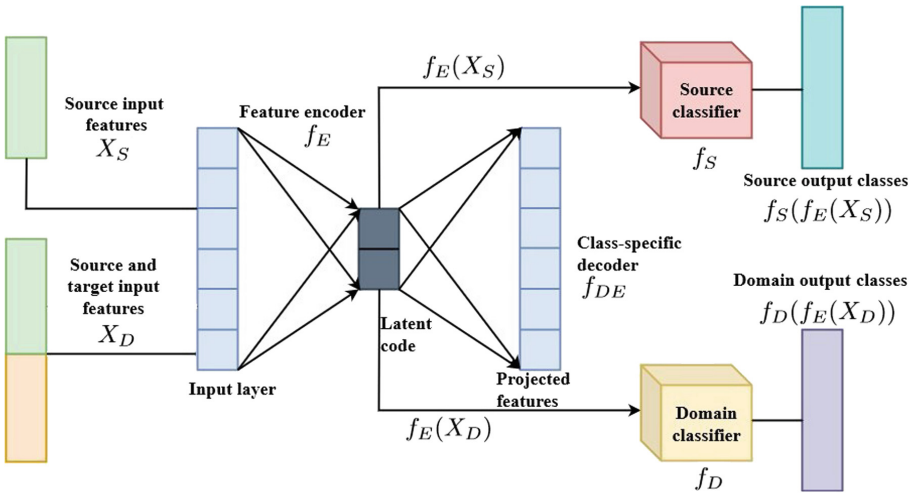 Source input
features
X_S
Feature encoder
f_E
f_E(X_S)
Source
classifier
f_S
Source output classes
f_S(f_E(X_S))
Source and
target input
features
X_D
Input layer
Latent
code
Class-specific
decoder
f_{DE}
Projected
features
f_E(X_D)
Domain output classes
f_D(f_E(X_D))
Domain
classifier
f_D